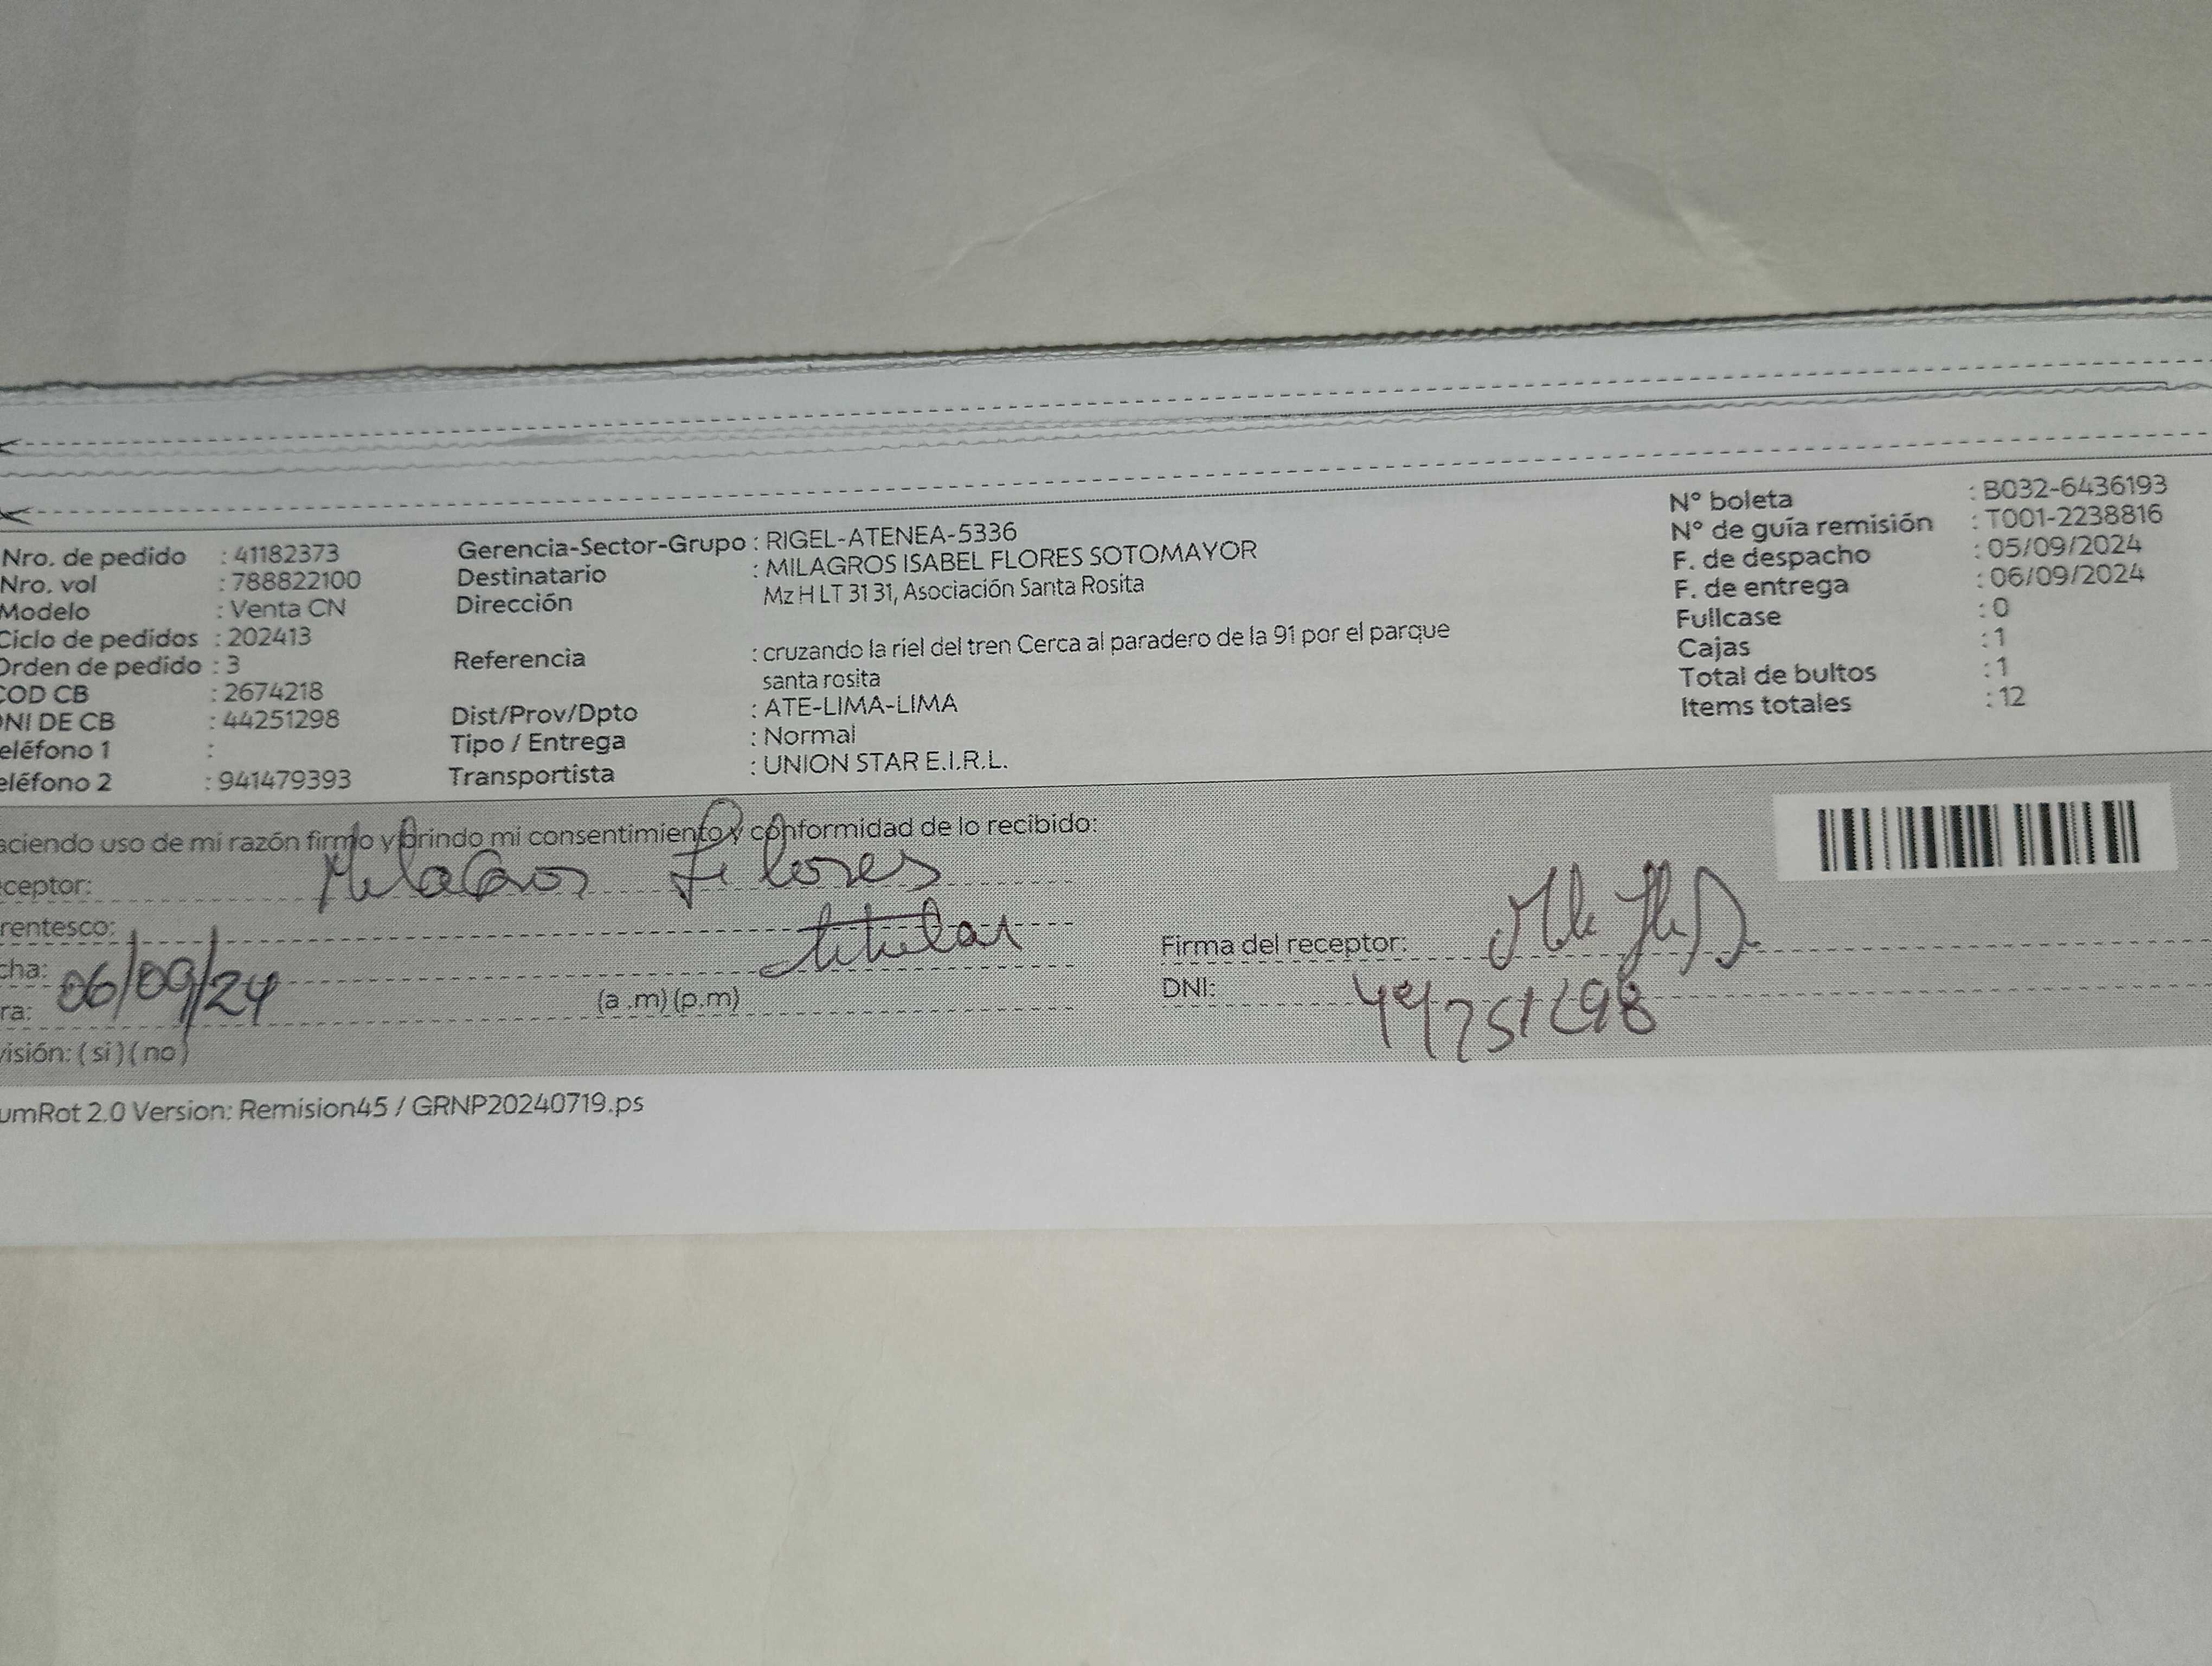 Nro. de pedido : 41182373
Nro. vol : 788822100
Modelo : Venta CN
Ciclo de pedidos : 202413
Orden de pedido : 3
COD CB : 2674218
DNI DE CB : 44251298
eléfono 1 :
eléfono 2 : 941479393
Gerencia-Sector-Grupo : RIGEL-ATENEA-5336
Destinatario : MILAGROS ISABEL FLORES SOTOMAYOR
Dirección Mz H LT 31 31, Asociación Santa Rosita
Referencia : cruzando la riel del tren Cerca al paradero de la 91 por el parque
santa rosita
Dist/Prov/Dpto : ATE-LIMA-LIMA
Tipo / Entrega : Normal
Transportista : UNION STAR E.I.R.L.
N° boleta : B032-6436193
N° de guía remisión : T001-2238816
F. de despacho : 05/09/2024
F. de entrega : 06/09/2024
Fullcase : 0
Cajas : 1
Total de bultos : 1
Items totales : 12
aciendo uso de mi razón firmo y brindo mi consentimiento y conformidad de lo recibido:
ceptor: Milagros Flores
rentesco: titular
cha: 06/09/24
ra: (a .m) (p.m)
visión: ( si ) ( no )
Firma del receptor:
DNI: 44251298
umRot 2.0 Version: Remision45 / GRNP20240719.ps